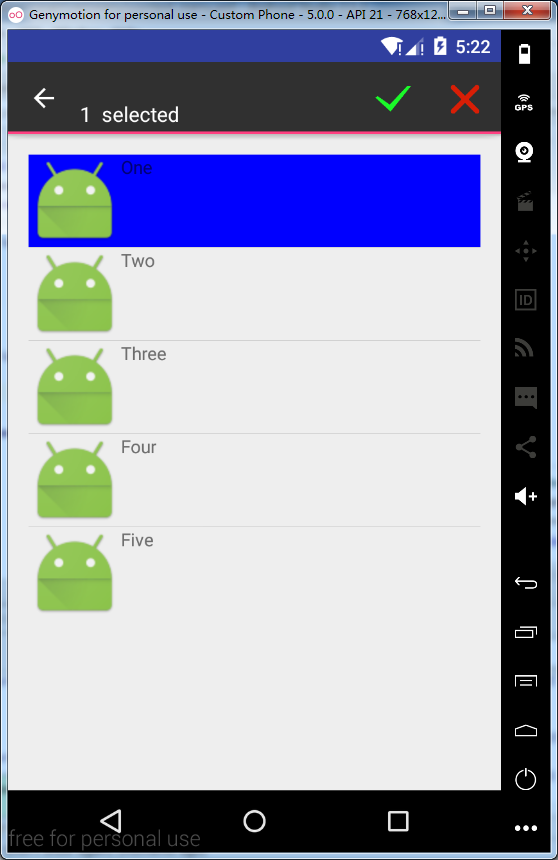 Genymotion for personal use - Custom Phone - 5.0.0 - API 21 - 768x12...
5:22
1 selected
GPS
One
Two
Three
ID
Four
Five
free for personal use